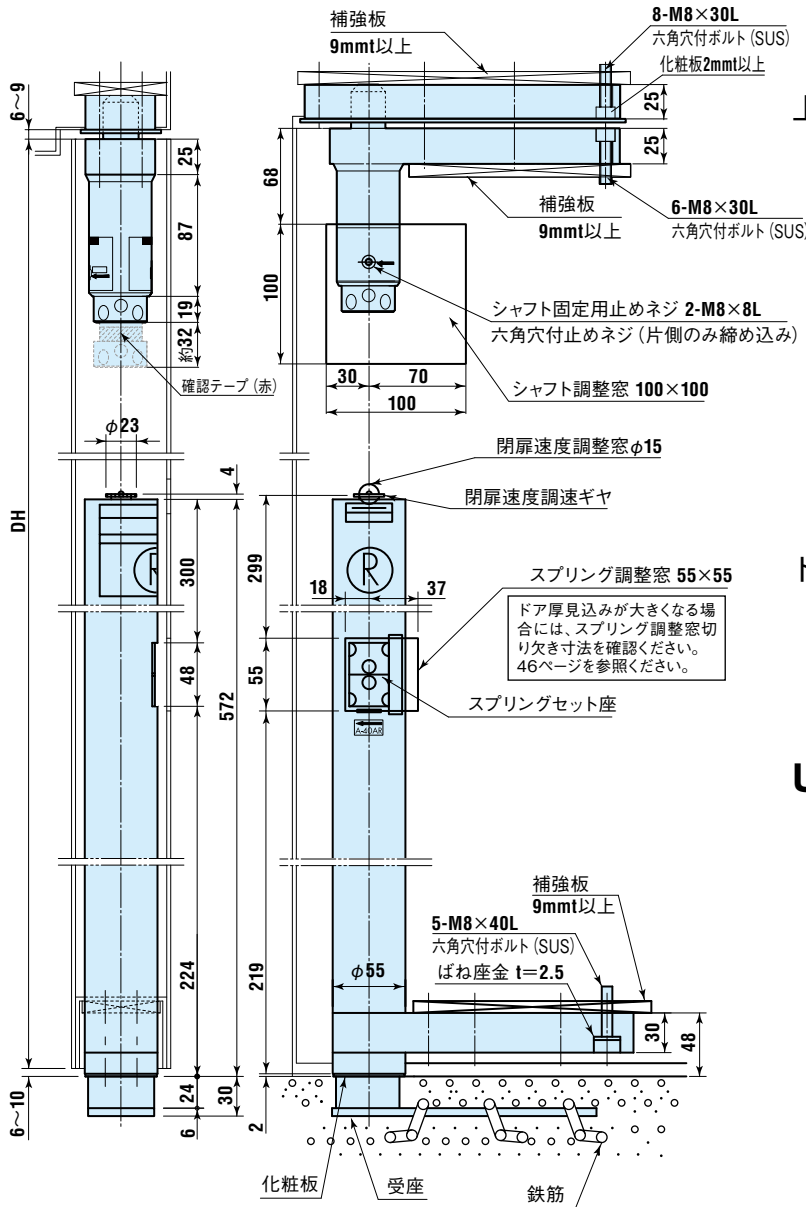 補強板
9mmt以上
8-M8×30L
六角穴付ボルト(SUS)
化粧板2mmt以上
6～9
25
25
25
68
87
19
約32
100
補強板
9mmt以上
6-M8×30L
六角穴付ボルト(SUS)
シャフト固定用止めネジ 2-M8×8L
六角穴付止めネジ(片側のみ締め込み)
30
70
100
シャフト調整窓 100×100
確認テープ(赤)
φ23
4
閉扉速度調整窓φ15
閉扉速度調速ギヤ
DH
300
299
R
R
18
37
スプリング調整窓 55×55
ドア厚見込みが大きくなる場
合には、スプリング調整窓切
り欠き寸法を確認ください。
46ページを参照ください。
48
572
55
スプリングセット座
A-40AR
補強板
9mmt以上
5-M8×40L
六角穴付ボルト(SUS)
ばね座金 t=2.5
224
219
φ55
30
48
6～10
24
30
6
2
化粧板
受座
鉄筋